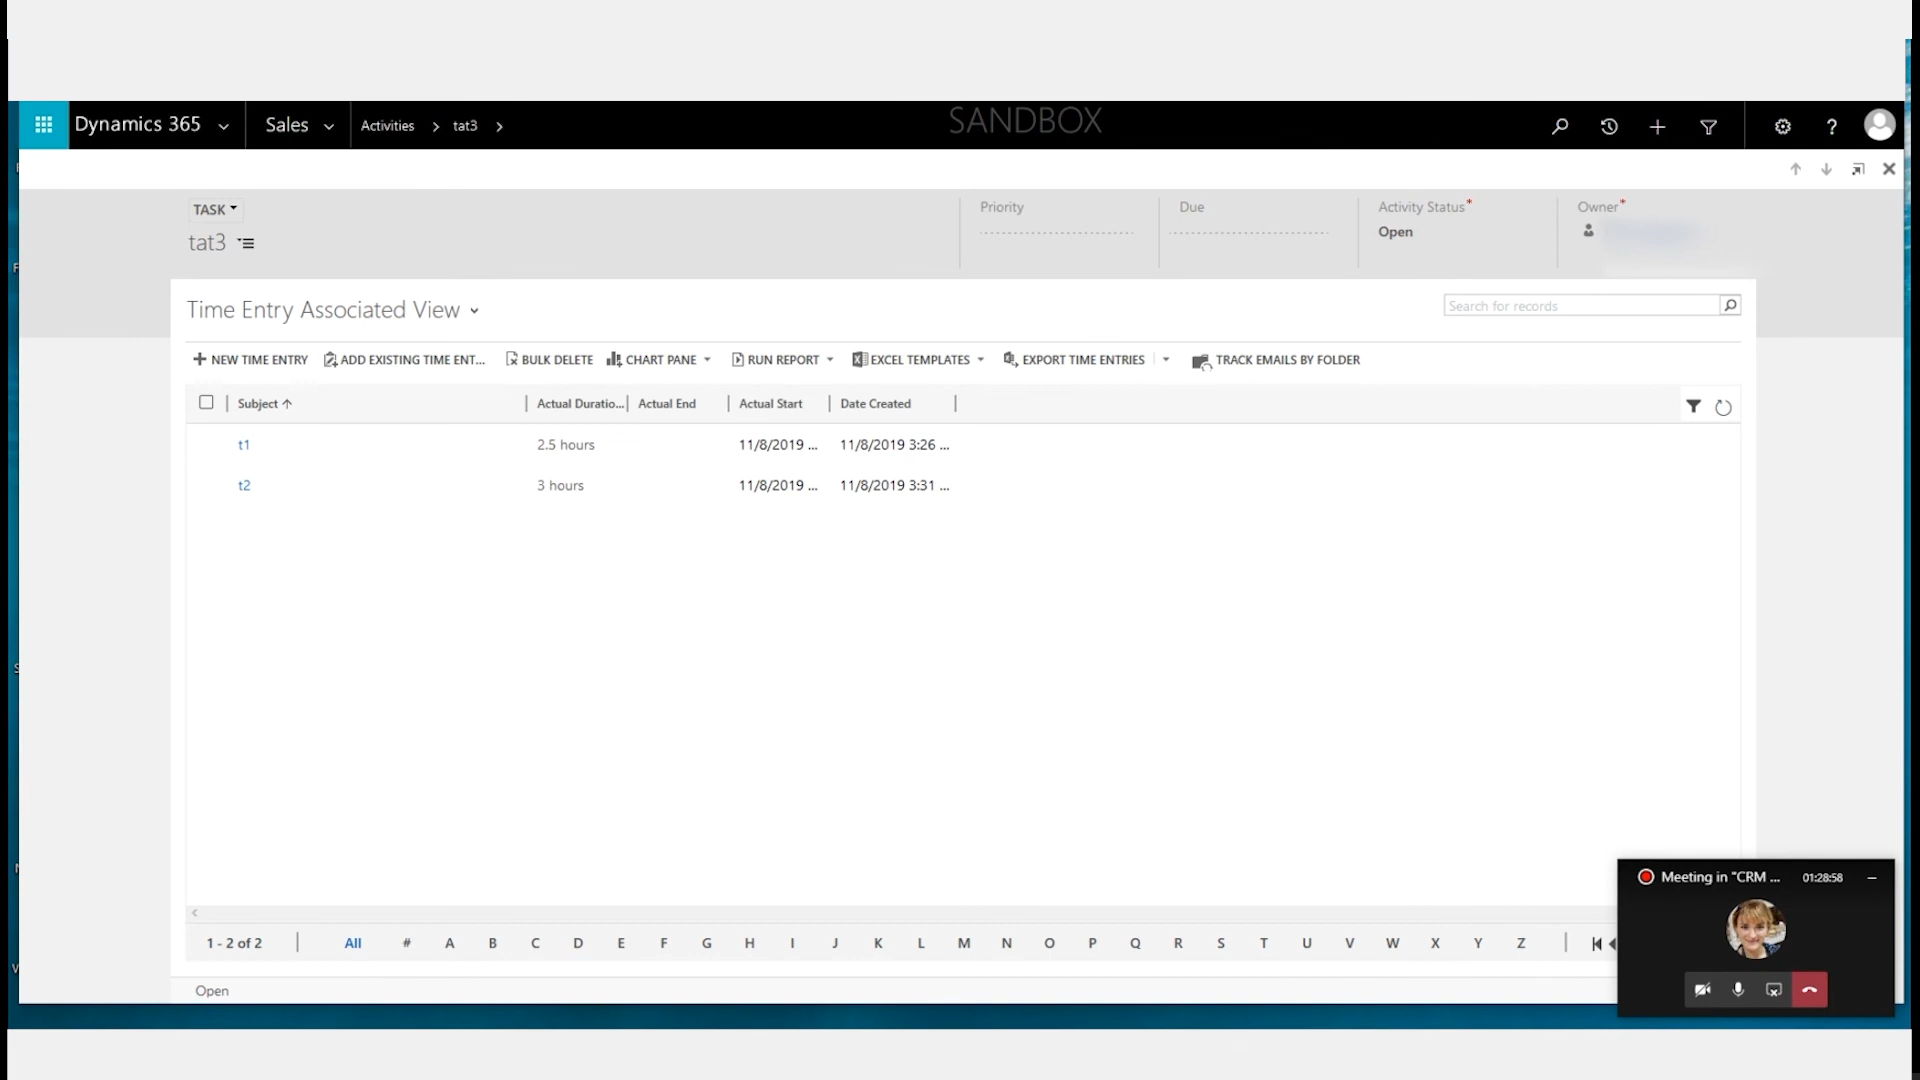 Dynamics 365 Sales Activities tat3 SANDBOX ?
TASK
tat3
Priority Due Activity Status* Owner*
Open
Time Entry Associated View
Search for records
NEW TIME ENTRY ADD EXISTING TIME ENT... BULK DELETE CHART PANE RUN REPORT EXCEL TEMPLATES EXPORT TIME ENTRIES TRACK EMAILS BY FOLDER
Subject Actual Duratio... Actual End Actual Start Date Created
t1 2.5 hours 11/8/2019 ... 11/8/2019 3:26 ...
t2 3 hours 11/8/2019 ... 11/8/2019 3:31 ...
1 - 2 of 2 All # A B C D E F G H I J K L M N O P Q R S T U V W X Y Z
Open
Meeting in "CRM ... 01:28:58